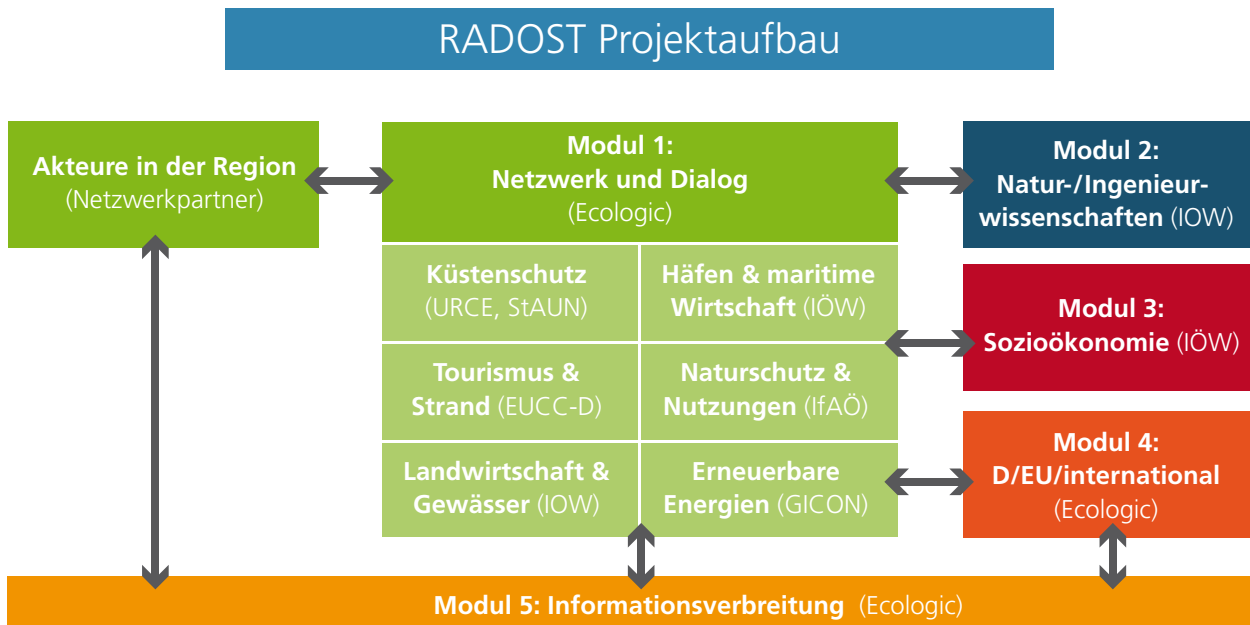 RADOST Projektaufbau
Akteure in der Region
(Netzwerkpartner)
Modul 1:
Netzwerk und Dialog
(Ecologic)
Modul 2:
Natur-/Ingenieur-
wissenschaften (IOW)
Küstenschutz
(URCE, StAUN)
Häfen & maritime
Wirtschaft (IÖW)
Modul 3:
Sozioökonomie (IÖW)
Tourismus &
Strand (EUCC-D)
Naturschutz &
Nutzungen (IfAÖ)
Modul 4:
D/EU/international
(Ecologic)
Landwirtschaft &
Gewässer (IOW)
Erneuerbare
Energien (GICON)
Modul 5: Informationsverbreitung (Ecologic)